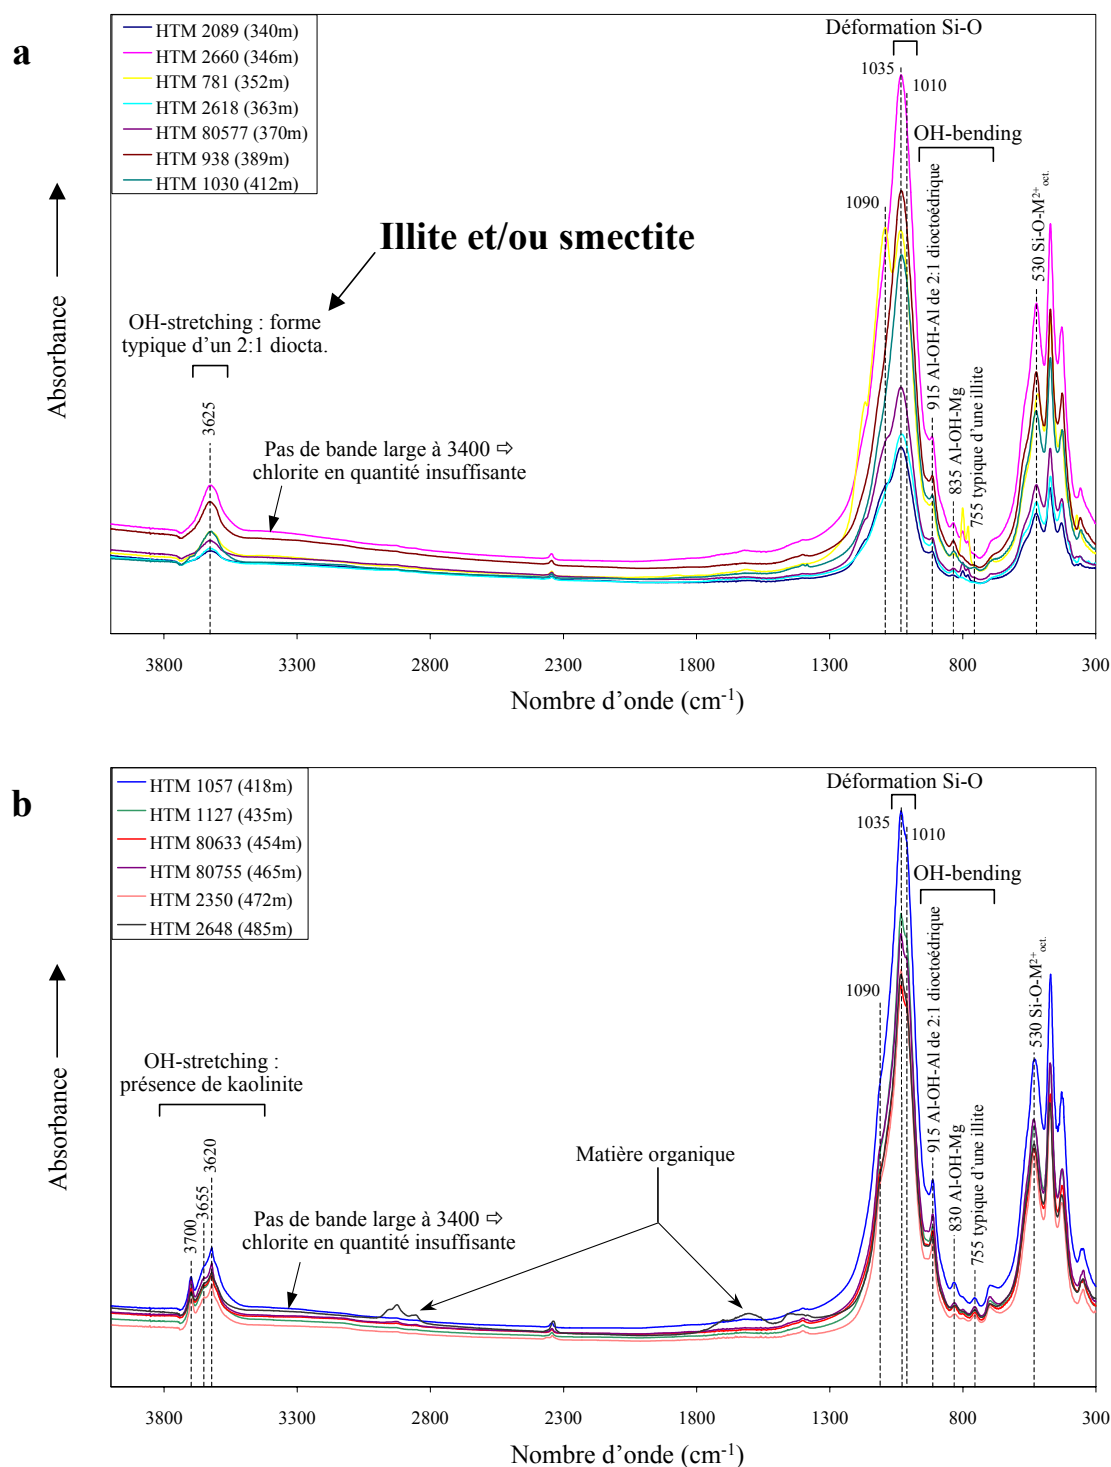 a
HTM 2089 (340m)
HTM 2660 (346m)
HTM 781 (352m)
HTM 2618 (363m)
HTM 80577 (370m)
HTM 938 (389m)
HTM 1030 (412m)
Déformation Si-O
1035
1010
OH-bending
1090
915 Al-OH-Al de 2:1 dioctoédrique
835 Al-OH-Mg
755 typique d'une illite
530 Si-O-M²⁺oct.
Illite et/ou smectite
OH-stretching : forme
typique d'un 2:1 diocta.
3625
Pas de bande large à 3400 ⇨
chlorite en quantité insuffisante
Absorbance
3800 3300 2800 2300 1800 1300 800 300
Nombre d'onde (cm⁻¹)
b
HTM 1057 (418m)
HTM 1127 (435m)
HTM 80633 (454m)
HTM 80755 (465m)
HTM 2350 (472m)
HTM 2648 (485m)
Déformation Si-O
1035
1010
OH-bending
1090
915 Al-OH-Al de 2:1 dioctoédrique
830 Al-OH-Mg
755 typique d'une illite
530 Si-O-M²⁺oct.
OH-stretching :
présence de kaolinite
3700
3655
3620
Matière organique
Pas de bande large à 3400 ⇨
chlorite en quantité insuffisante
Absorbance
3800 3300 2800 2300 1800 1300 800 300
Nombre d'onde (cm⁻¹)